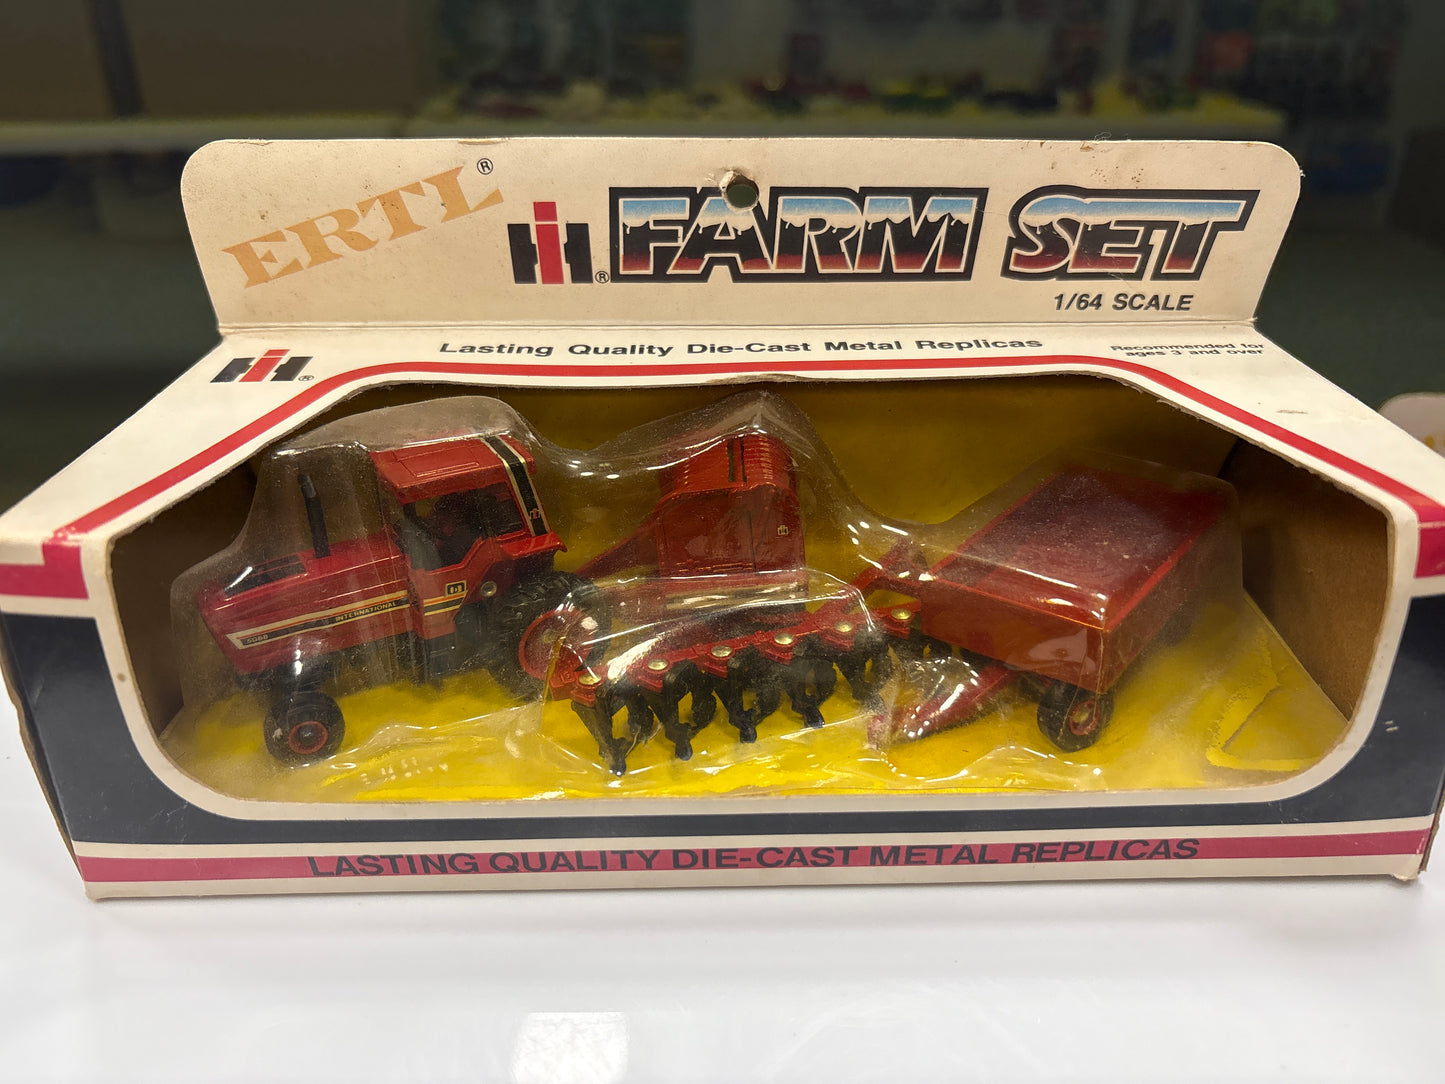 ERTL®
IH® FARM SET
1/64 SCALE
IH®
Lasting Quality Die-Cast Metal Replicas
Recommended for
ages 3 and over
INTERNATIONAL
5088
IH
LASTING QUALITY DIE-CAST METAL REPLICAS